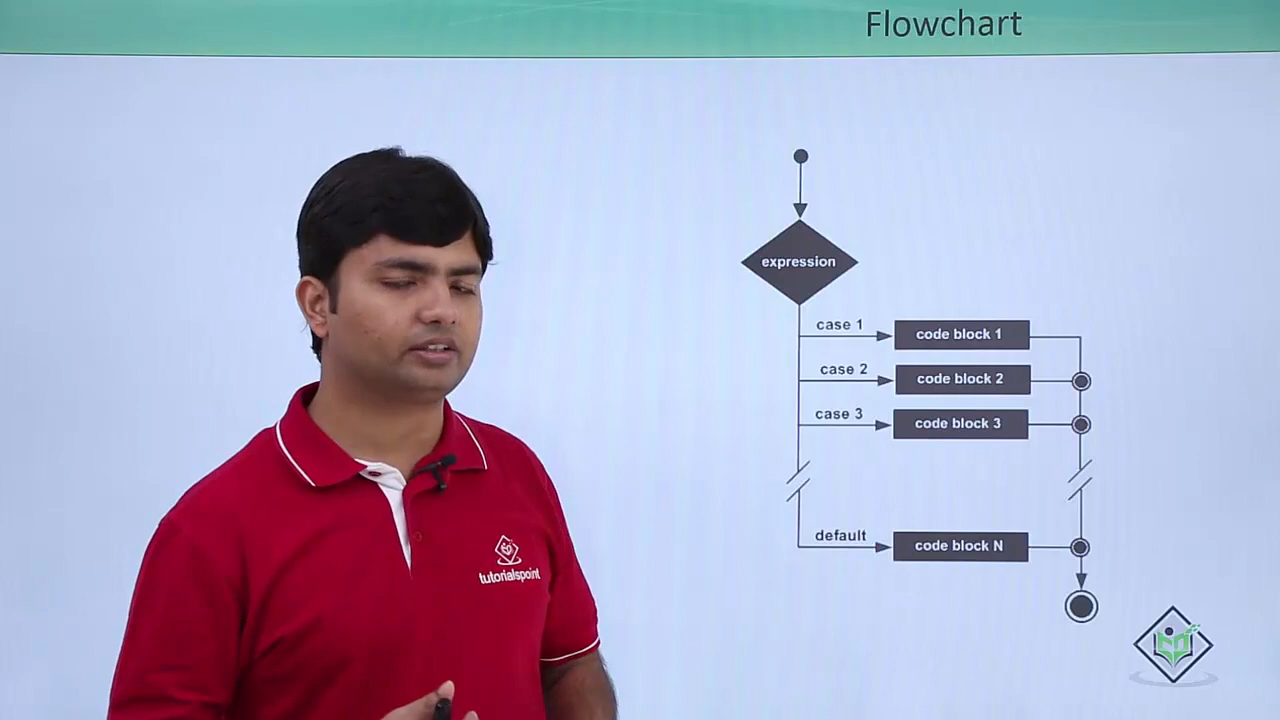 Flowchart
expression
case 1
code block 1
case 2
code block 2
case 3
code block 3
default
code block N
tutorialspoint